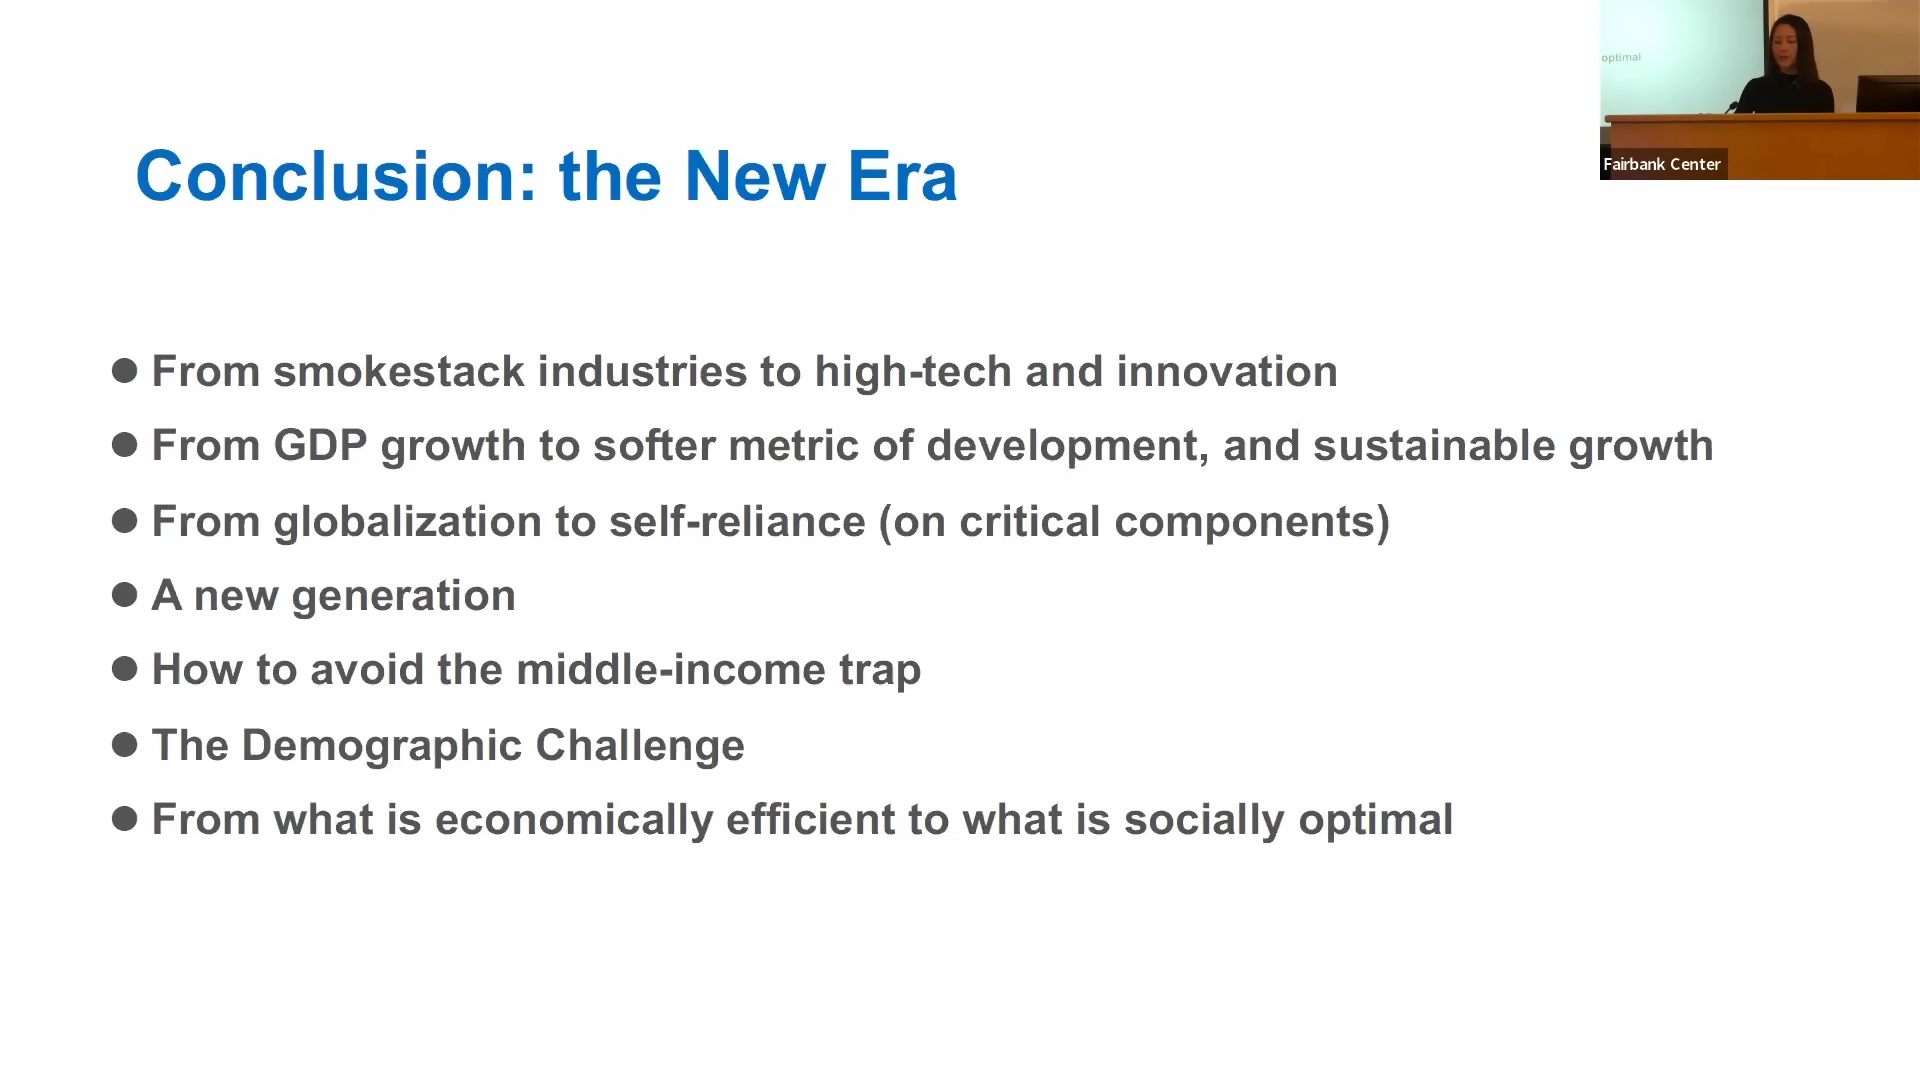 optimal
Fairbank Center
Conclusion: the New Era
From smokestack industries to high-tech and innovation
From GDP growth to softer metric of development, and sustainable growth
From globalization to self-reliance (on critical components)
A new generation
How to avoid the middle-income trap
The Demographic Challenge
From what is economically efficient to what is socially optimal